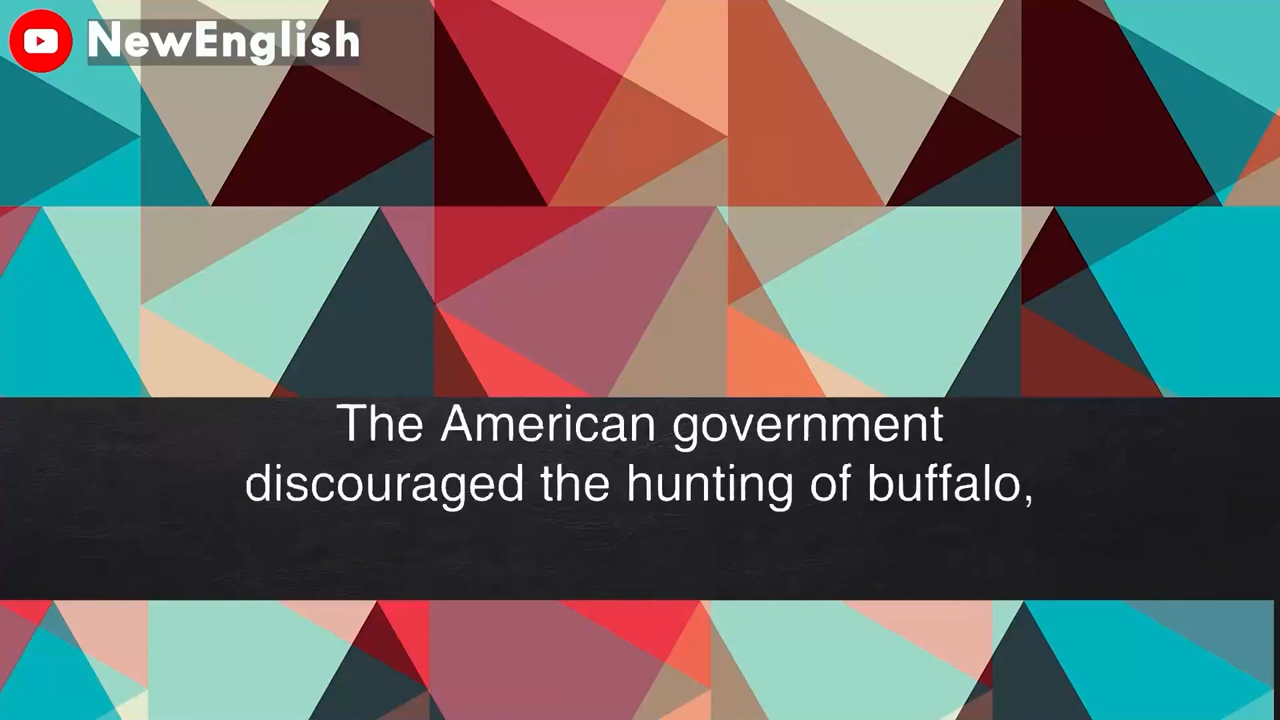 NewEnglish
The American government
discouraged the hunting of buffalo,